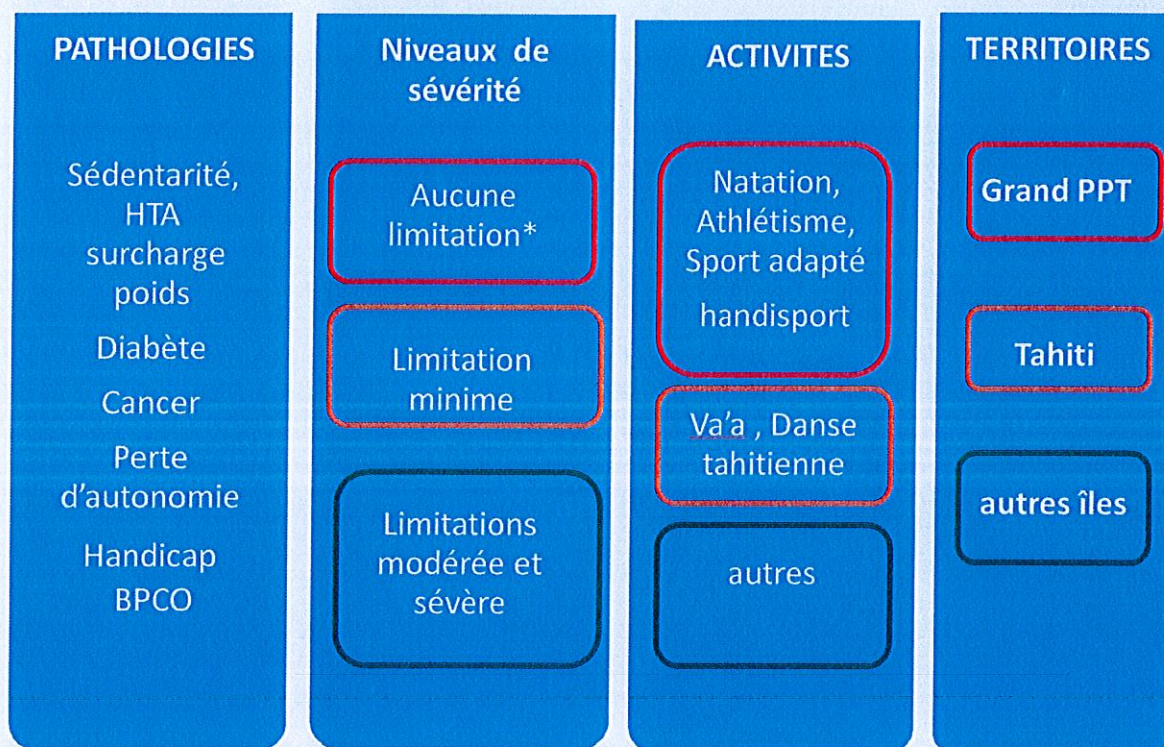 PATHOLOGIES
Sédentarité,
HTA
surcharge
poids
Diabète
Cancer
Perte
d'autonomie
Handicap
BPCO
Niveaux de
sévérité
Aucune
limitation*
Limitation
minime
Limitations
modérée et
sévère
ACTIVITES
Natation,
Athlétisme,
Sport adapté
handisport
Va'a , Danse
tahitienne
autres
TERRITOIRES
Grand PPT
Tahiti
autres îles